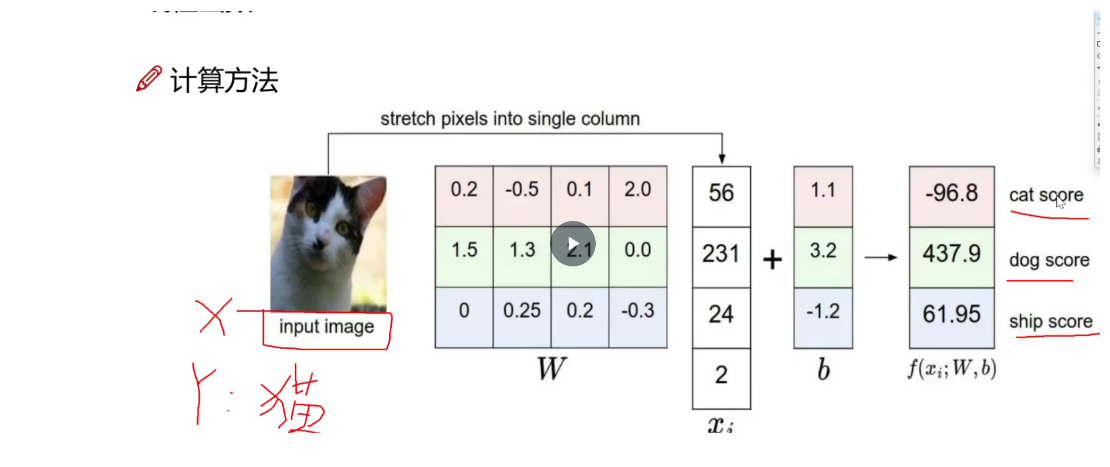 计算方法
stretch pixels into single column
0.2 -0.5 0.1 2.0 56 1.1 -96.8 cat score
1.5 1.3 2.1 0.0 231 + 3.2 437.9 dog score
0 0.25 0.2 -0.3 24 -1.2 61.95 ship score
X input image
W 2 b f(xᵢ; W, b)
Y: 猫
xᵢ